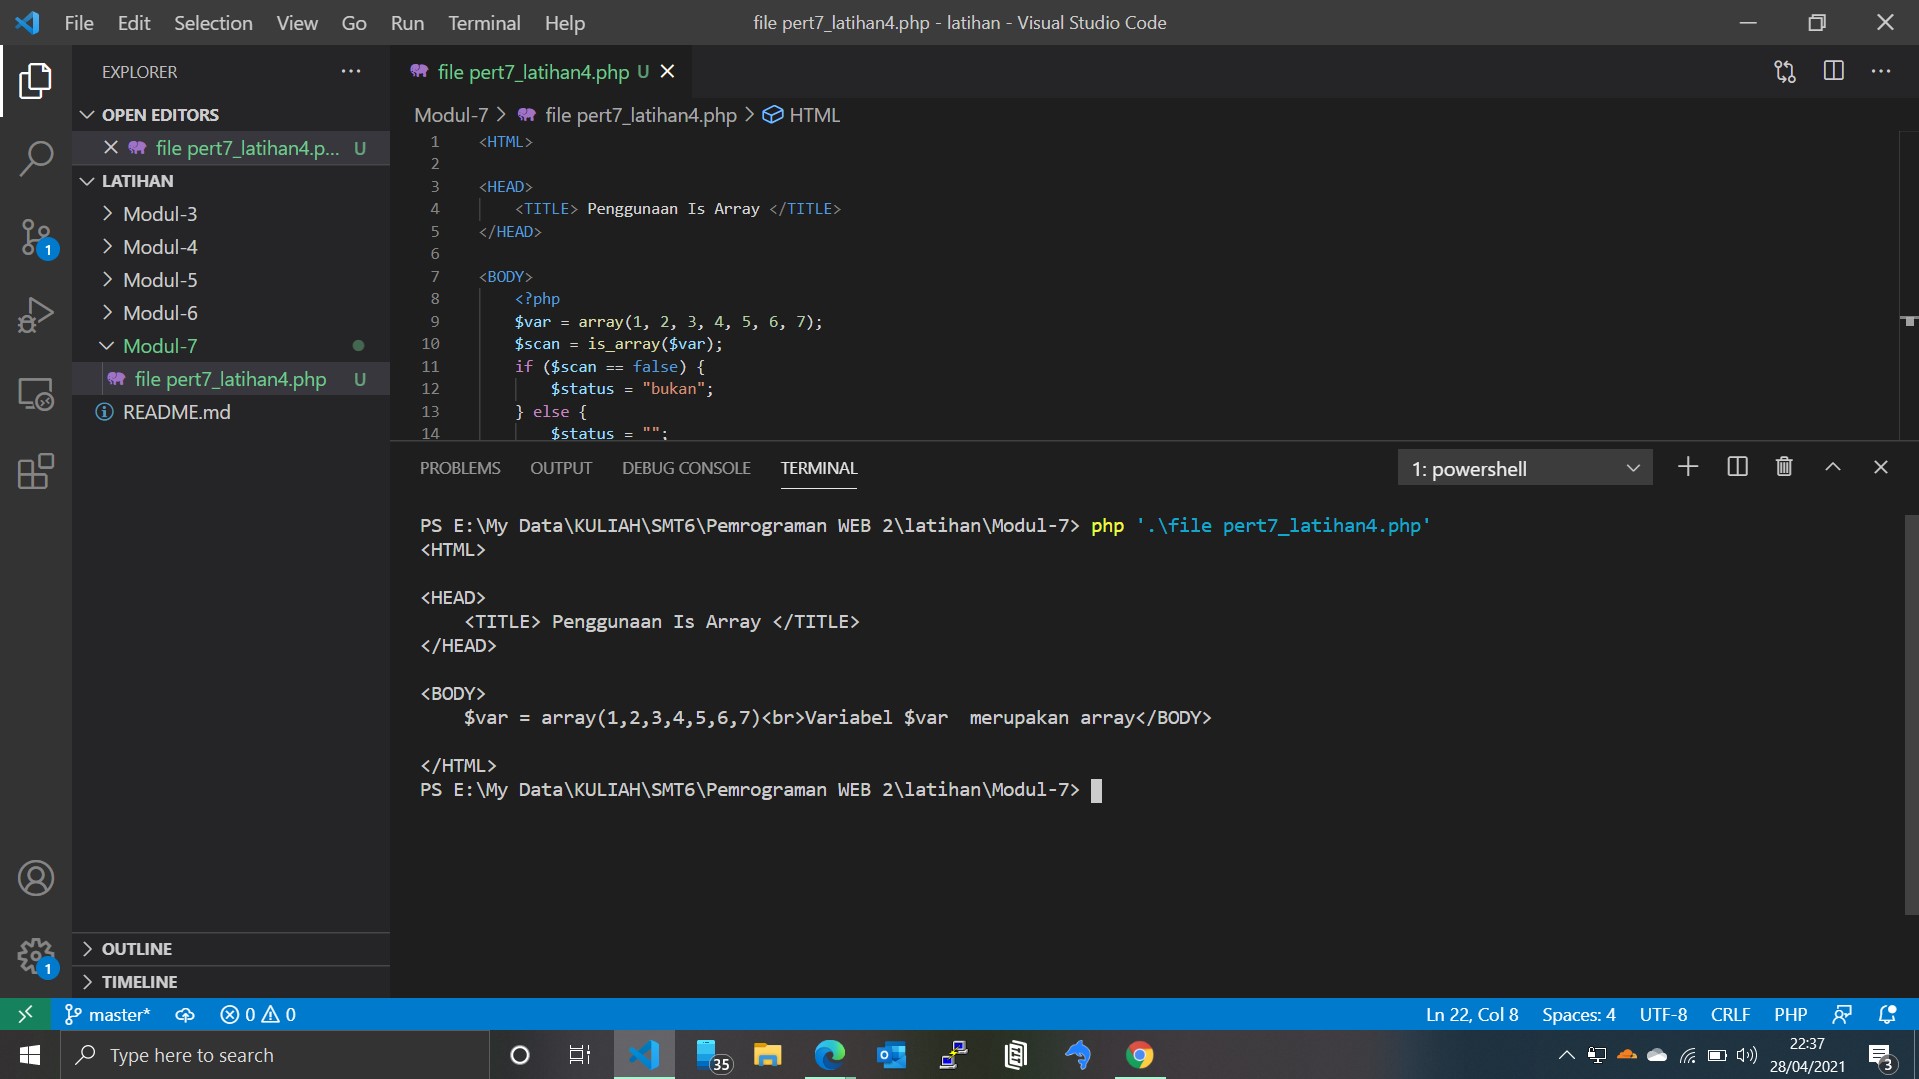 File Edit Selection View Go Run Terminal Help file pert7_latihan4.php - latihan - Visual Studio Code
EXPLORER
OPEN EDITORS
file pert7_latihan4.p... U
LATIHAN
Modul-3
Modul-4
Modul-5
Modul-6
Modul-7
file pert7_latihan4.php U
README.md
OUTLINE
TIMELINE
1
1
file pert7_latihan4.php U
Modul-7 > file pert7_latihan4.php > HTML
1 <HTML>
2
3 <HEAD>
4 <TITLE> Penggunaan Is Array </TITLE>
5 </HEAD>
6
7 <BODY>
8 <?php
9 $var = array(1, 2, 3, 4, 5, 6, 7);
10 $scan = is_array($var);
11 if ($scan == false) {
12 $status = "bukan";
13 } else {
14 $status = "";
PROBLEMS OUTPUT DEBUG CONSOLE TERMINAL 1: powershell
PS E:\My Data\KULIAH\SMT6\Pemrograman WEB 2\latihan\Modul-7> php '.\file pert7_latihan4.php'
<HTML>
<HEAD>
<TITLE> Penggunaan Is Array </TITLE>
</HEAD>
<BODY>
$var = array(1,2,3,4,5,6,7)<br>Variabel $var  merupakan array</BODY>
</HTML>
PS E:\My Data\KULIAH\SMT6\Pemrograman WEB 2\latihan\Modul-7>
master* 0 0 Ln 22, Col 8 Spaces: 4 UTF-8 CRLF PHP
Type here to search 35 22:37
28/04/2021 3